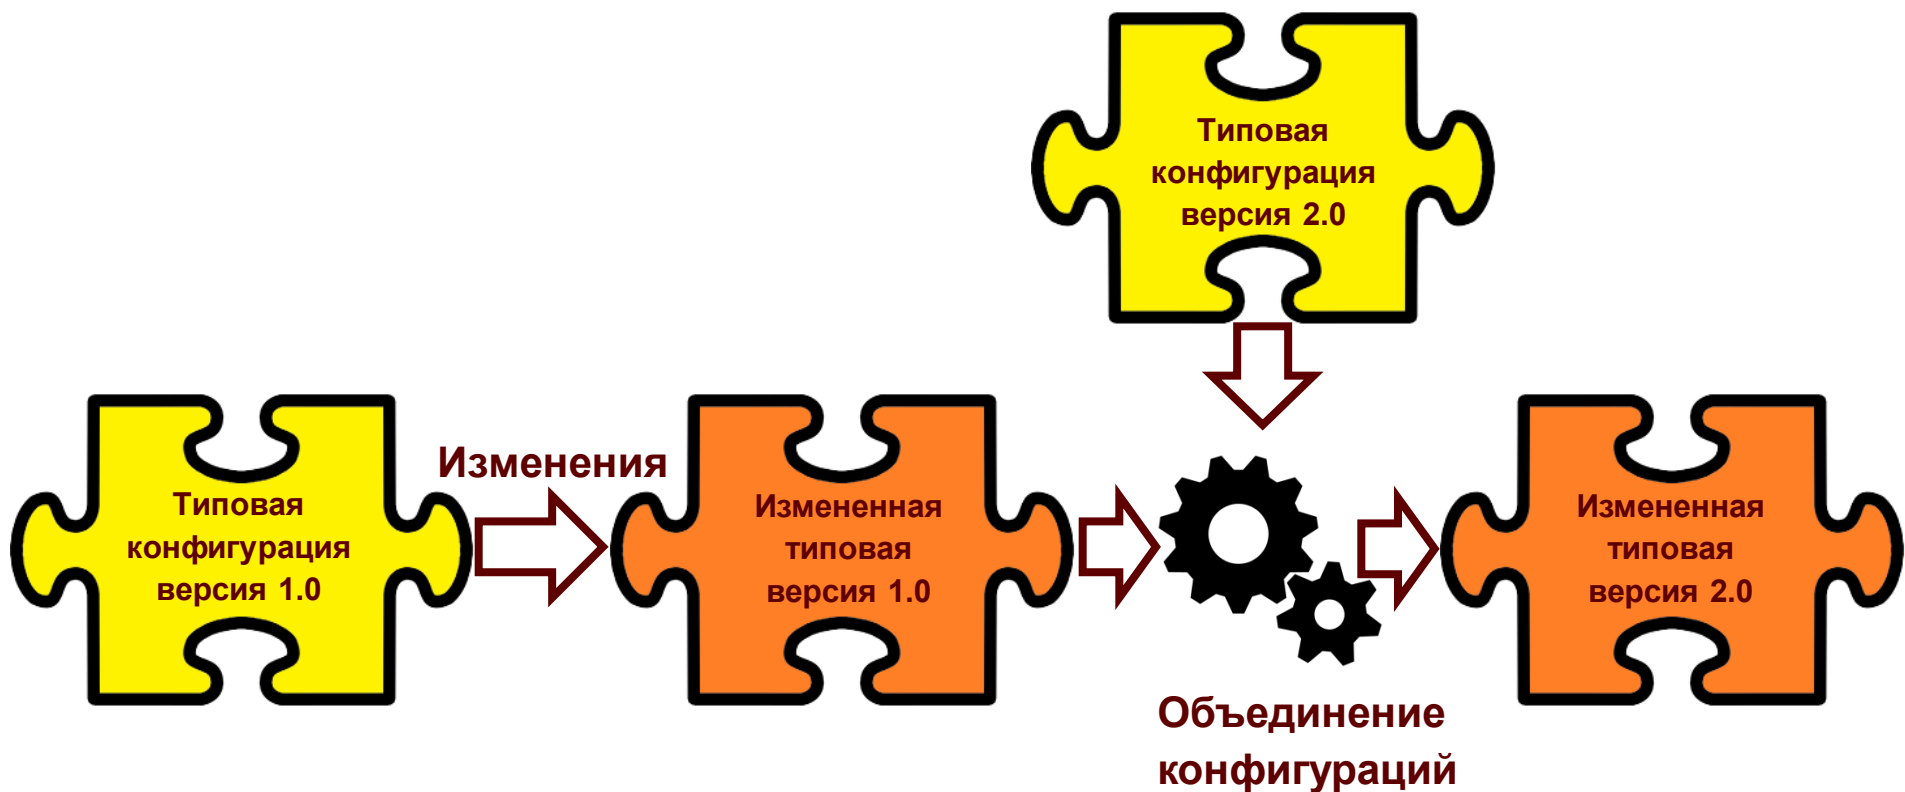 Типовая
конфигурация
версия 2.0
Типовая
конфигурация
версия 1.0
Изменения
Измененная
типовая
версия 1.0
Объединение
конфигураций
Измененная
типовая
версия 2.0